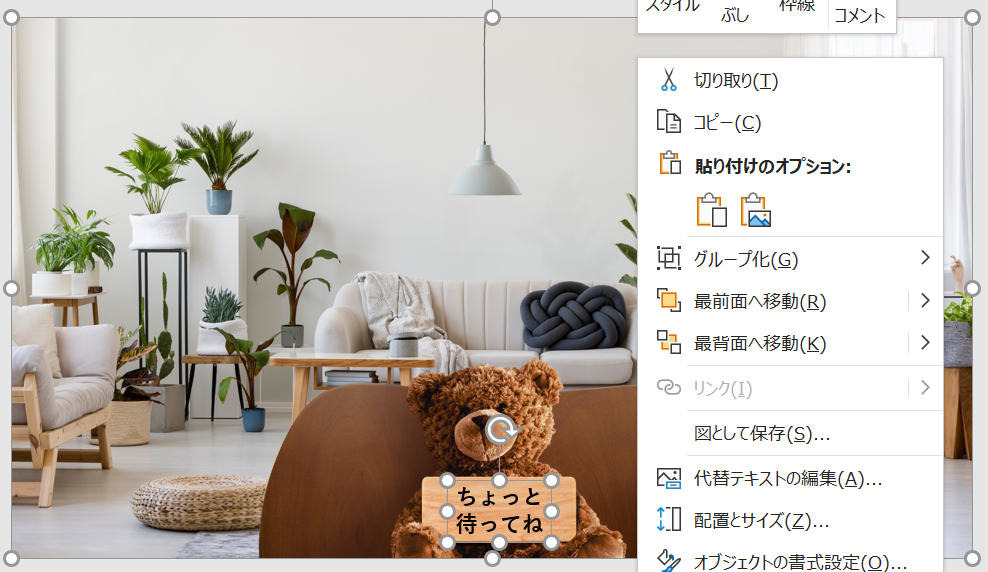 スタイル
ぶし
枠線
コメント
切り取り(T)
コピー(C)
貼り付けのオプション:
グループ化(G)
最前面へ移動(R)
最背面へ移動(K)
リンク(I)
図として保存(S)...
代替テキストの編集(A)...
配置とサイズ(Z)...
オブジェクトの書式設定(O)...
ちょっと
待ってね